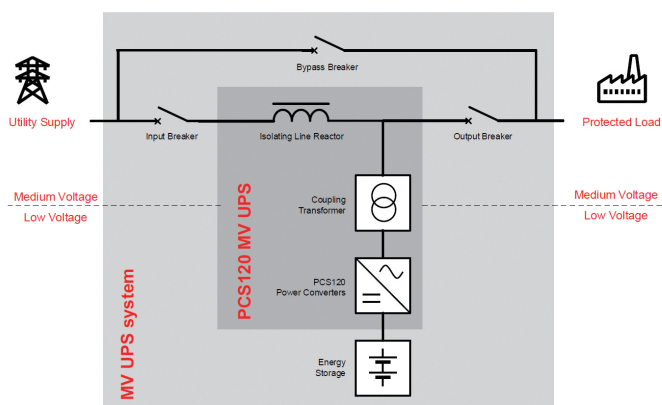 Bypass Breaker
Utility Supply
Input Breaker
Isolating Line Reactor
Output Breaker
Protected Load
Medium Voltage
Low Voltage
Medium Voltage
Low Voltage
Coupling
Transformer
PCS120 MV UPS
PCS120
Power Converters
MV UPS system
Energy
Storage